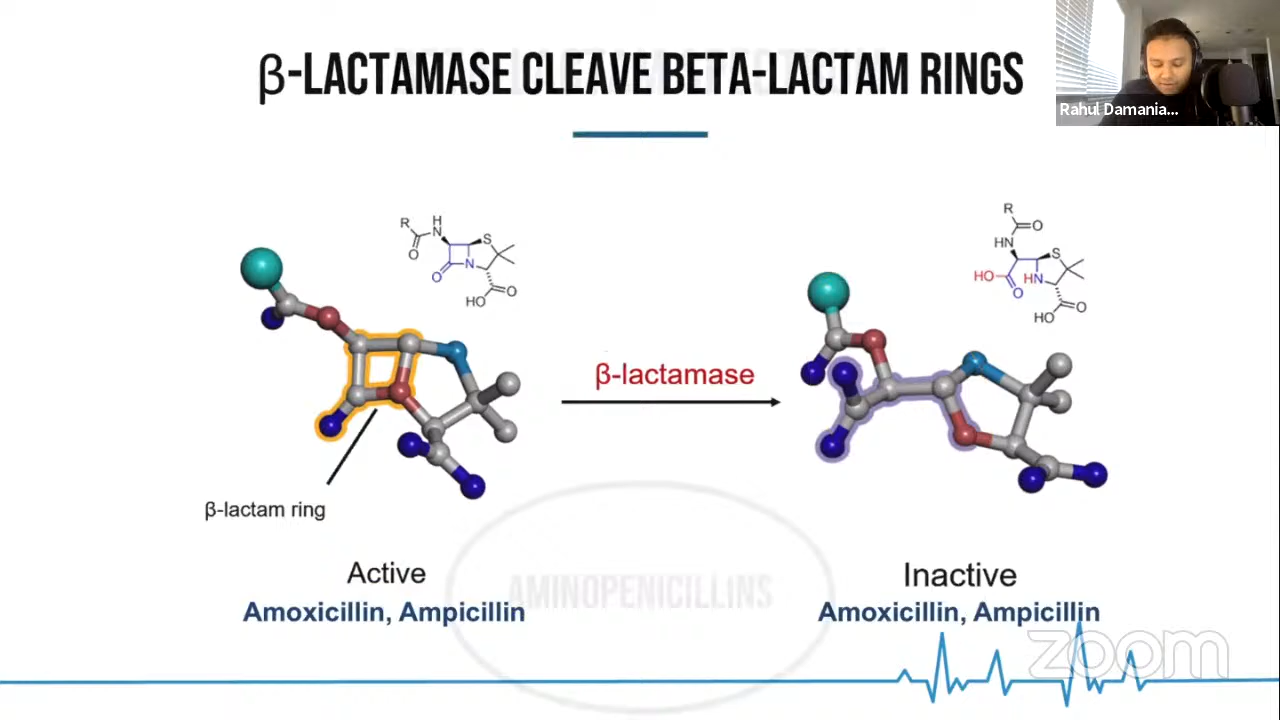 β-LACTAMASE CLEAVE BETA-LACTAM RINGS
Rahul Damania...
R
H
N
O
S
O
N
HO
O
R
O
HN
S
HO
O
HN
HO
O
β-lactamase
β-lactam ring
Active
Amoxicillin, Ampicillin
AMINOPENICILLINS
Inactive
Amoxicillin, Ampicillin
zoom